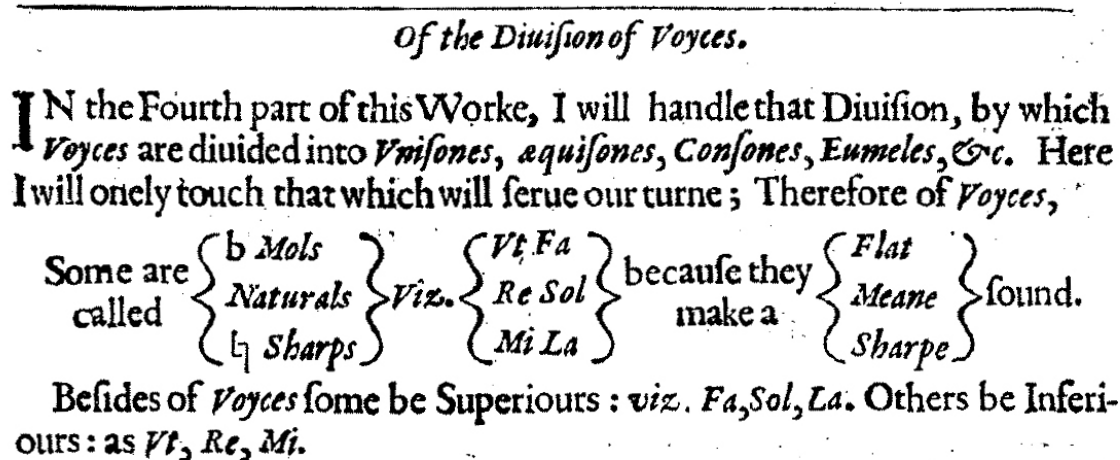 Of the Diuiſion of Voyces.
IN the Fourth part of this Worke, I will handle that Diuiſion, by which
Voyces are diuided into Vniſones, æquiſones, Conſones, Eumeles, &c. Here
I will onely touch that which will ſerue our turne; Therefore of Voyces,
Some are called { b Mols } Viz. { Vt Fa } becauſe they make a { Flat } ſound.
{ Naturals } { Re Sol } { Meane }
{ ♮ Sharps } { Mi La } { Sharpe }
Beſides of Voyces ſome be Superiours: viz. Fa, Sol, La. Others be Inferi-
ours: as Vt, Re, Mi.